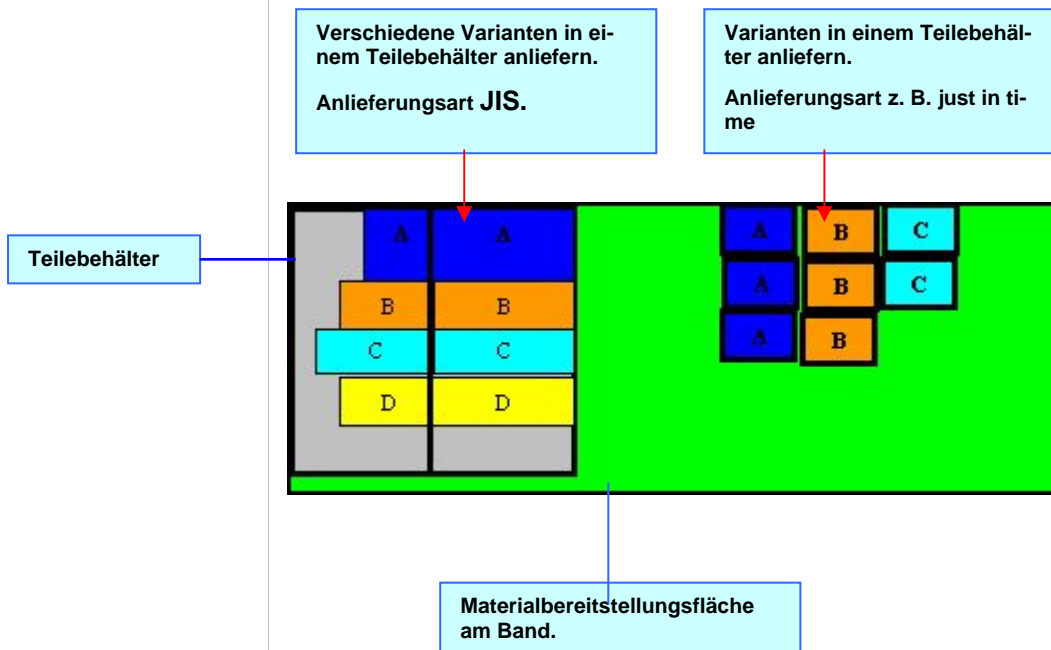 Verschiedene Varianten in ei-
nem Teilebehälter anliefern.
Anlieferungsart JIS.
Varianten in einem Teilebehäl-
ter anliefern.
Anlieferungsart z. B. just in ti-
me
Teilebehälter
A A
B B
C C
D D
A B C
A B C
A B
Materialbereitstellungsfläche
am Band.